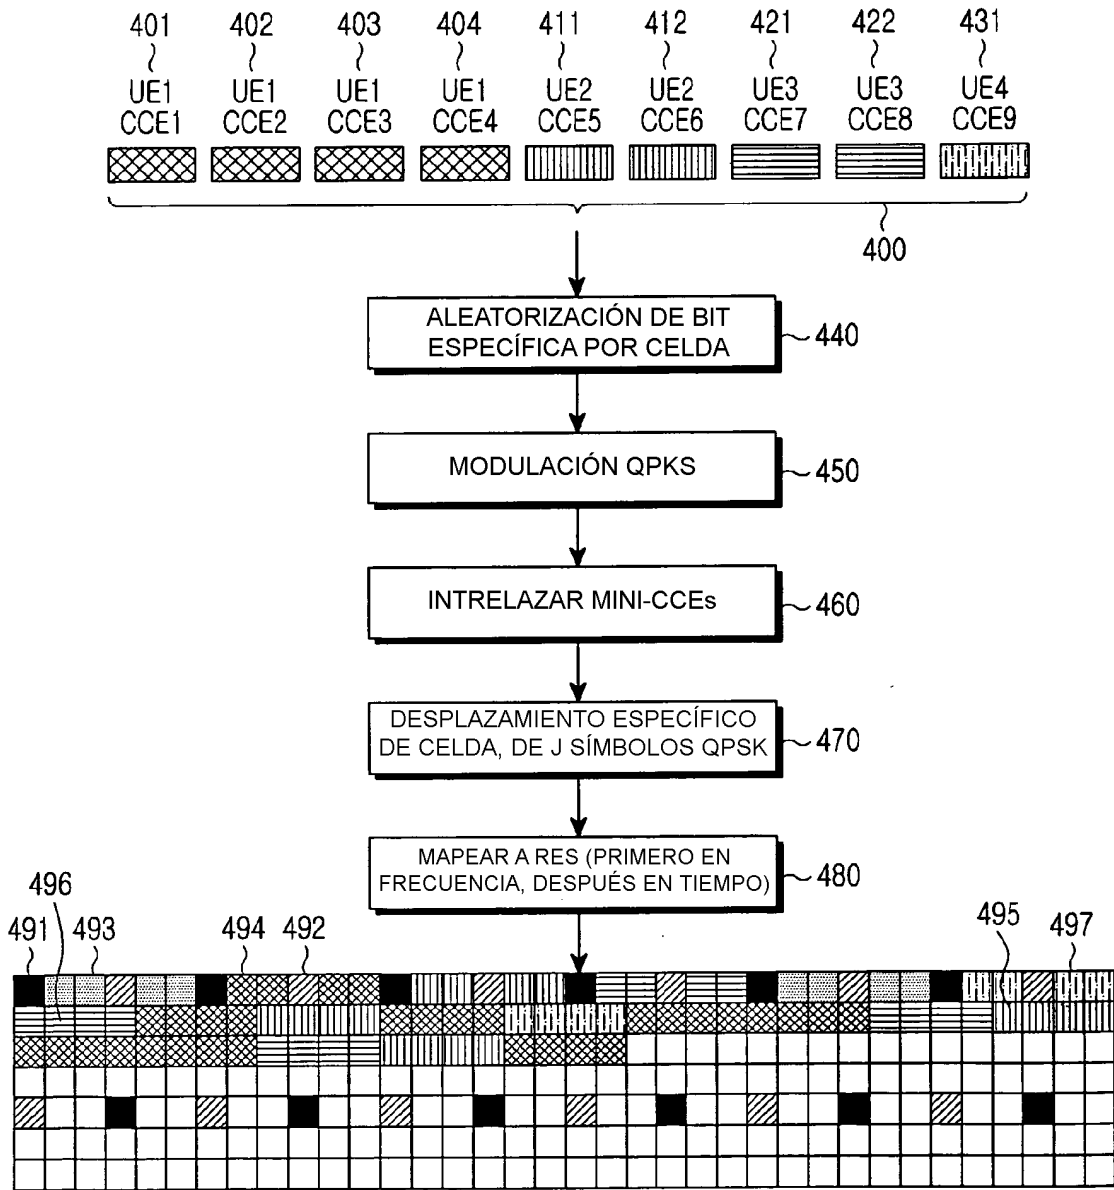 401 402 403 404 411 412 421 422 431
UE1 UE1 UE1 UE1 UE2 UE2 UE3 UE3 UE4
CCE1 CCE2 CCE3 CCE4 CCE5 CCE6 CCE7 CCE8 CCE9
400
ALEATORIZACIÓN DE BIT
ESPECÍFICA POR CELDA
440
MODULACIÓN QPKS
450
INTRELAZAR MINI-CCEs
460
DESPLAZAMIENTO ESPECÍFICO
DE CELDA, DE J SÍMBOLOS QPSK
470
MAPEAR A RES (PRIMERO EN
FRECUENCIA, DESPUÉS EN TIEMPO)
480
496
491 493 494 492 495 497